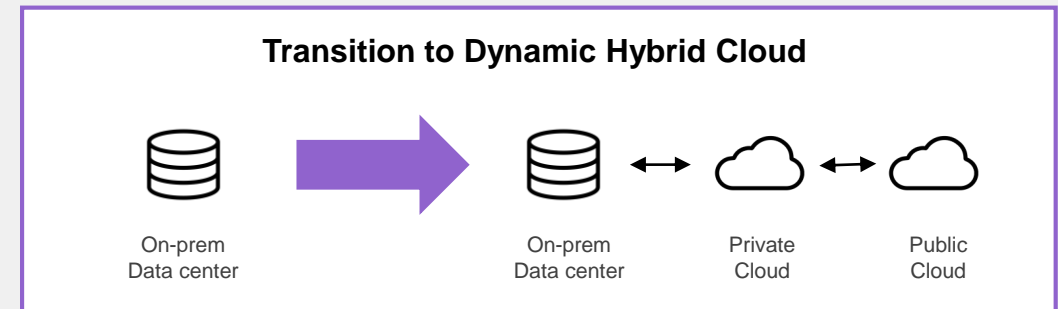 Transition to Dynamic Hybrid Cloud
On-prem
Data center
On-prem
Data center
Private
Cloud
Public
Cloud